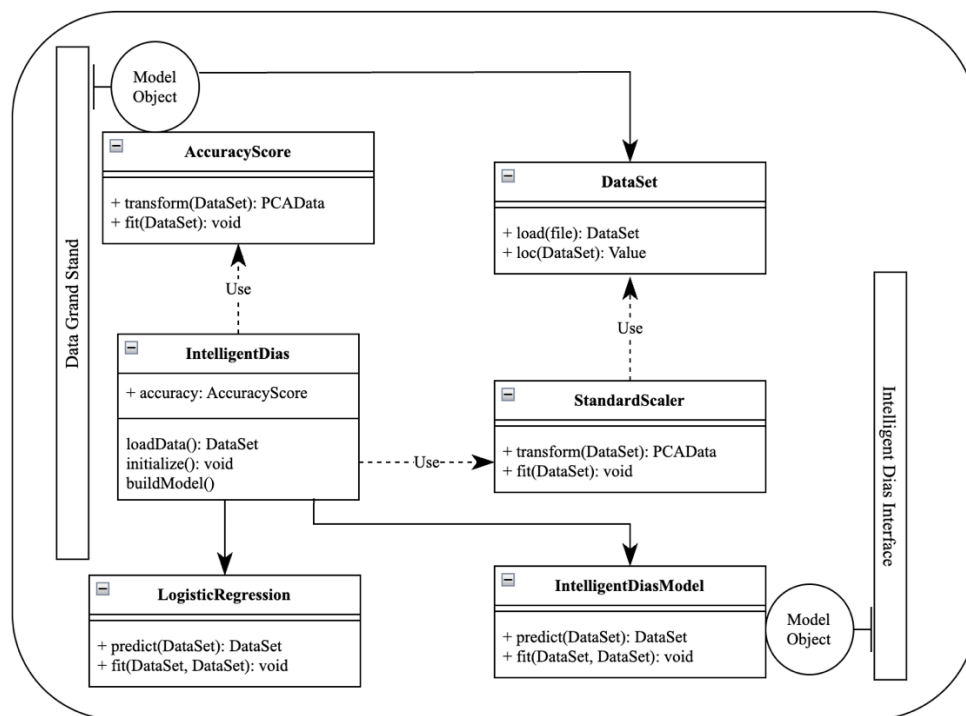 Data Grand Stand
Model
Object
AccuracyScore
+ transform(DataSet): PCAData
+ fit(DataSet): void
DataSet
+ load(file): DataSet
+ loc(DataSet): Value
Use
Use
IntelligentDias
+ accuracy: AccuracyScore
loadData(): DataSet
initialize(): void
buildModel()
Use
StandardScaler
+ transform(DataSet): PCAData
+ fit(DataSet): void
Intelligent Dias Interface
LogisticRegression
+ predict(DataSet): DataSet
+ fit(DataSet, DataSet): void
IntelligentDiasModel
+ predict(DataSet): DataSet
+ fit(DataSet, DataSet): void
Model
Object